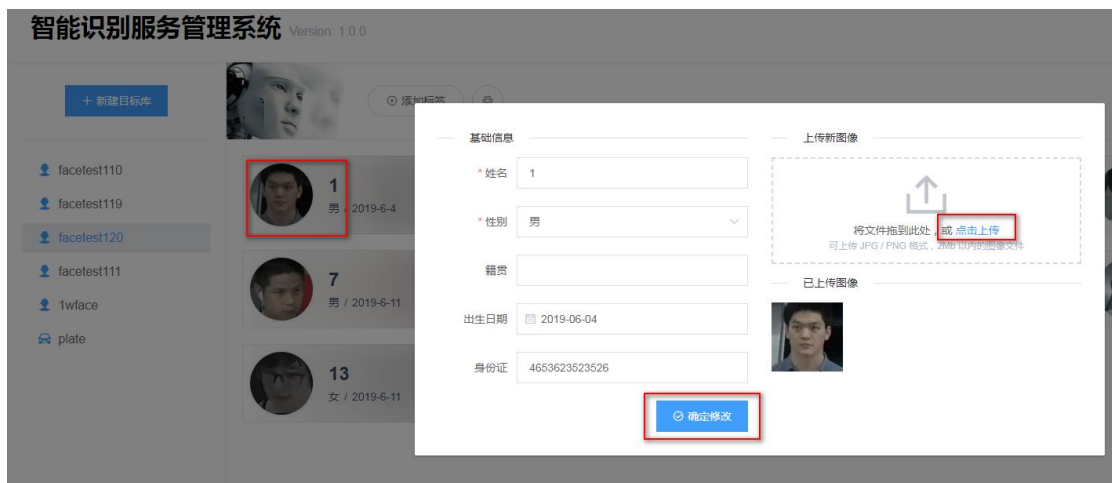 智能识别服务管理系统 Version: 1.0.0
+ 新建目标库
添加标签
facetest110
facetest119
facetest120
facetest111
1wface
plate
1
男 / 2019-6-4
7
男 / 2019-6-11
13
女 / 2019-6-11
基础信息
* 姓名 1
* 性别 男
籍贯
出生日期 2019-06-04
身份证 4653623523526
确定修改
上传新图像
将文件拖到此处，或 点击上传
可上传 JPG / PNG 格式，2Mb 以内的图像文件
已上传图像